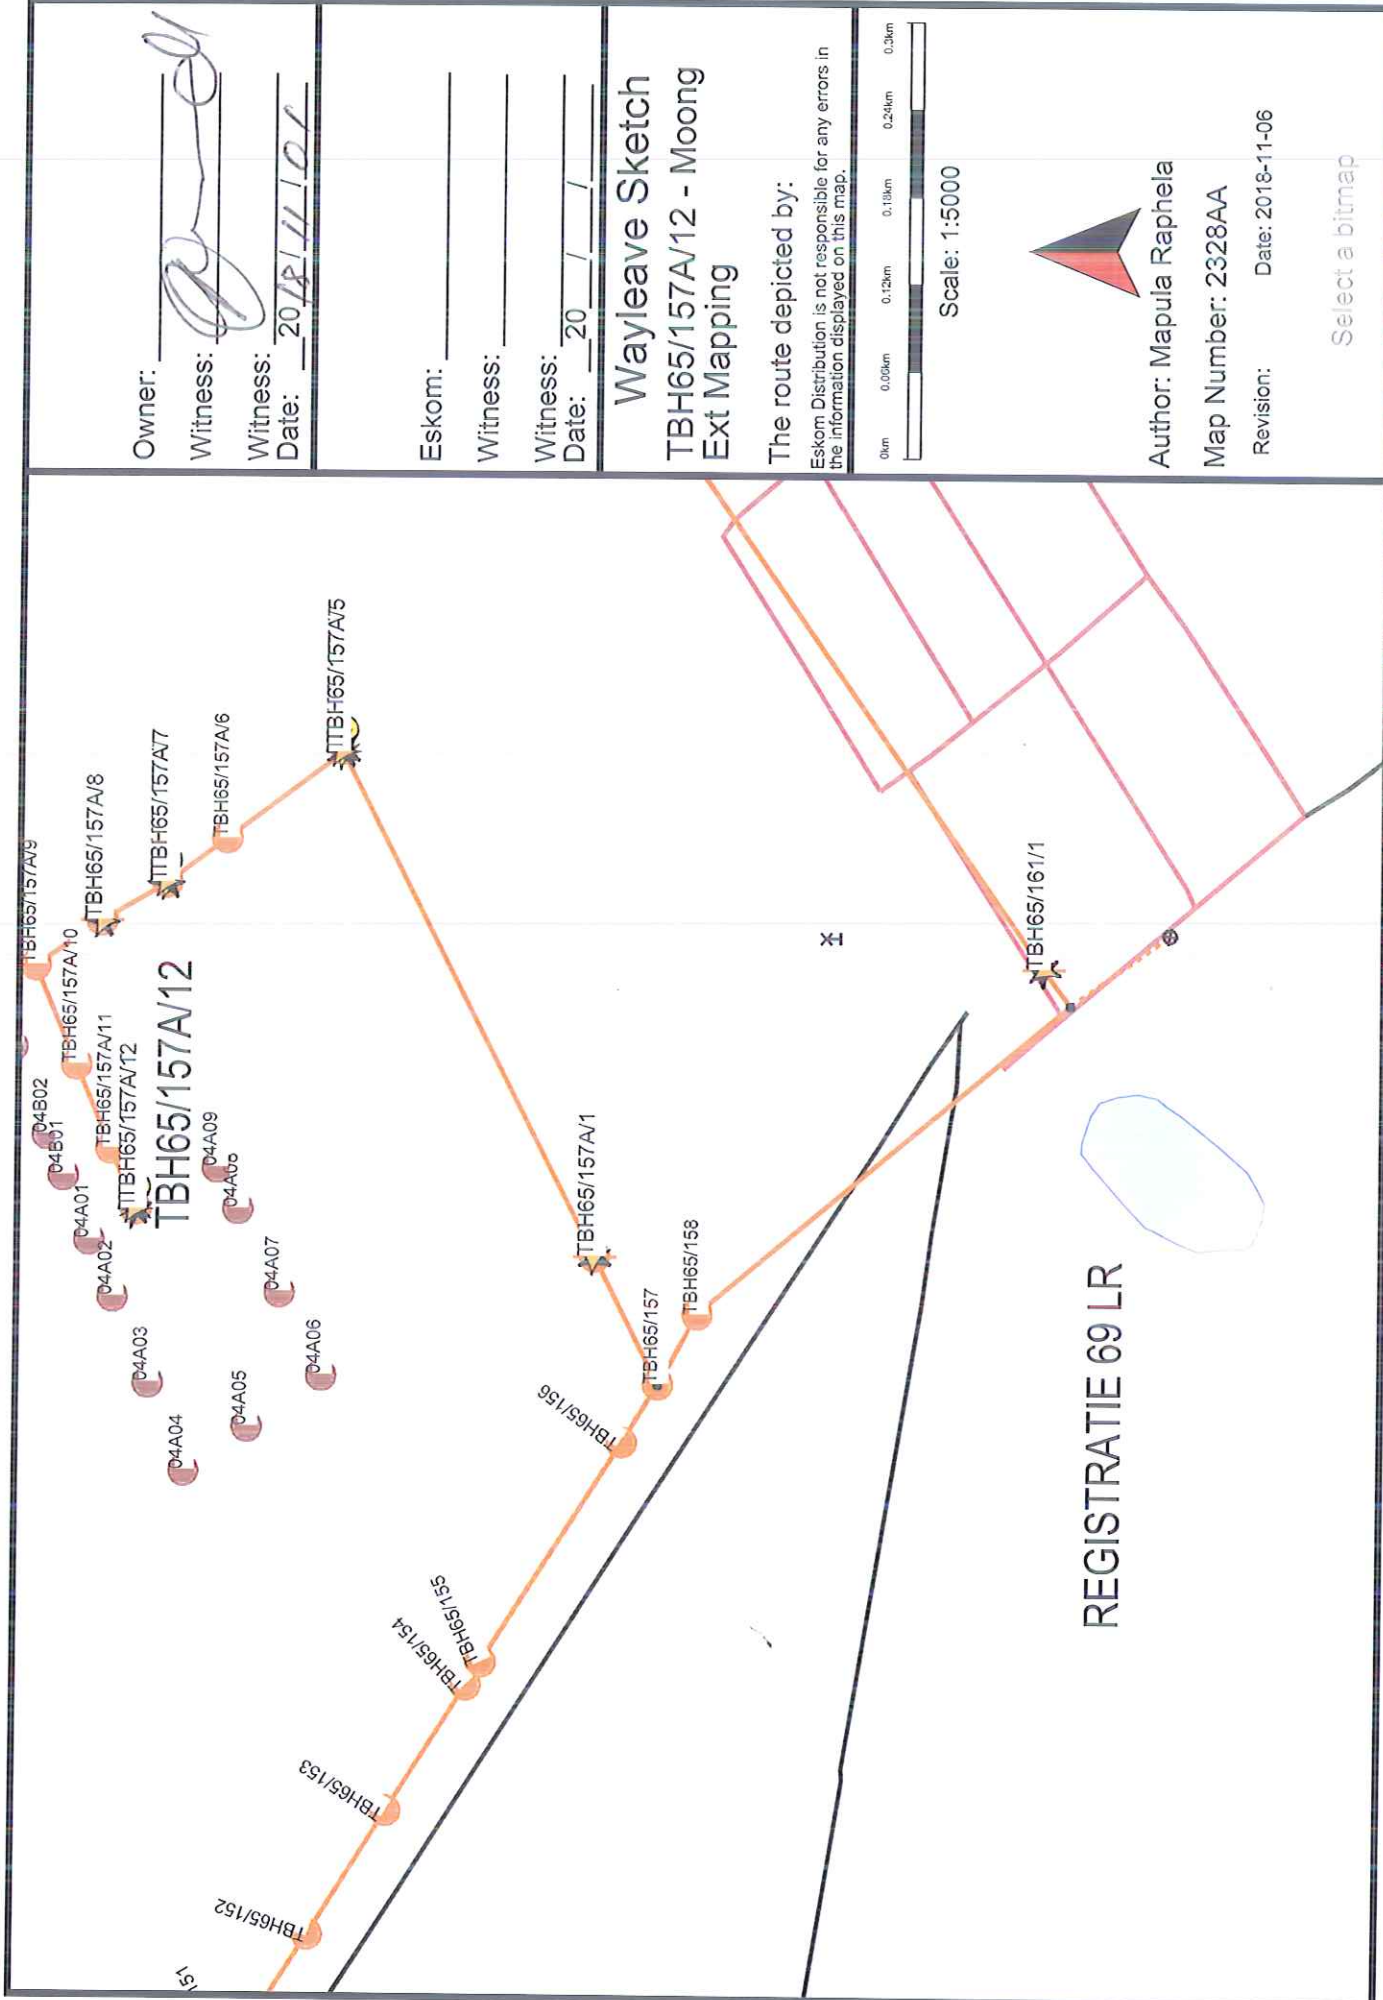 Owner:
Witness:
Witness:
Date: 20 18/11/01
Eskom:
Witness:
Witness:
Date: 20 / /
Wayleave Sketch
TBH65/157A/12 - Moong
Ext Mapping
The route depicted by:
Eskom Distribution is not responsible for any errors in
the information displayed on this map.
0km 0.06km 0.12km 0.18km 0.24km 0.3km
Scale: 1:5000
Author: Mapula Raphela
Map Number: 2328AA
Revision: Date: 2018-11-06
Select a bitmap
TBH65/157A/9
TBH65/157A/8
TBH65/157A/7
TBH65/157A/6
TBH65/157A/5
TBH65/157A/10
TBH65/157A/11
TBH65/157A/12
TBH65/157A/12
04B02
04B01
04A01
04A02
04A03
04A04
04A05
04A06
04A07
04A08
04A09
TBH65/157A/1
TBH65/157
TBH65/158
TBH65/156
TBH65/155
TBH65/154
TBH65/153
TBH65/152
151
TBH65/161/1
REGISTRATIE 69 LR